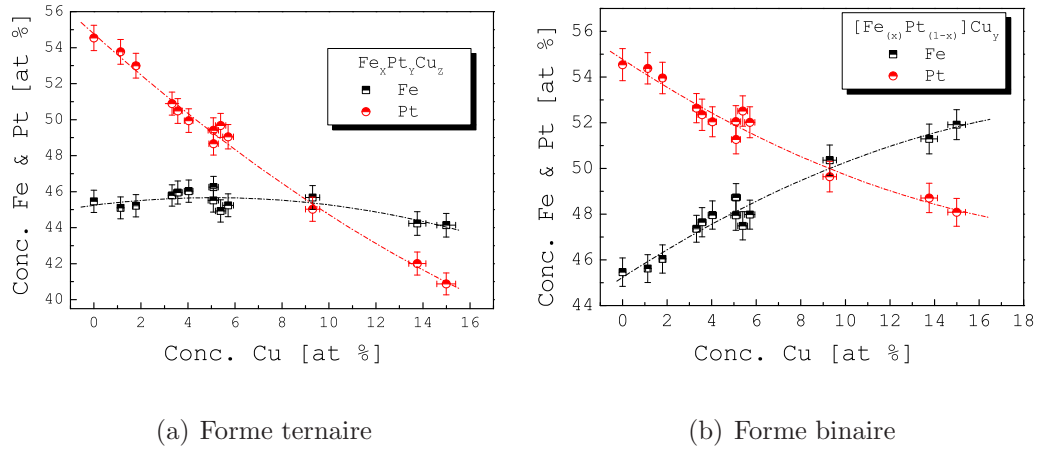 56
54
52
50
48
46
44
42
40
0 2 4 6 8 10 12 14 16
Conc. Fe & Pt [at %]
Conc. Cu [at %]
Fe_xPt_YCu_Z
Fe
Pt
56
54
52
50
48
46
44
0 2 4 6 8 10 12 14 16 18
Conc. Fe & Pt [at %]
Conc. Cu [at %]
[Fe_(x)Pt_(1-x)]Cu_y
Fe
Pt
(a) Forme ternaire
(b) Forme binaire